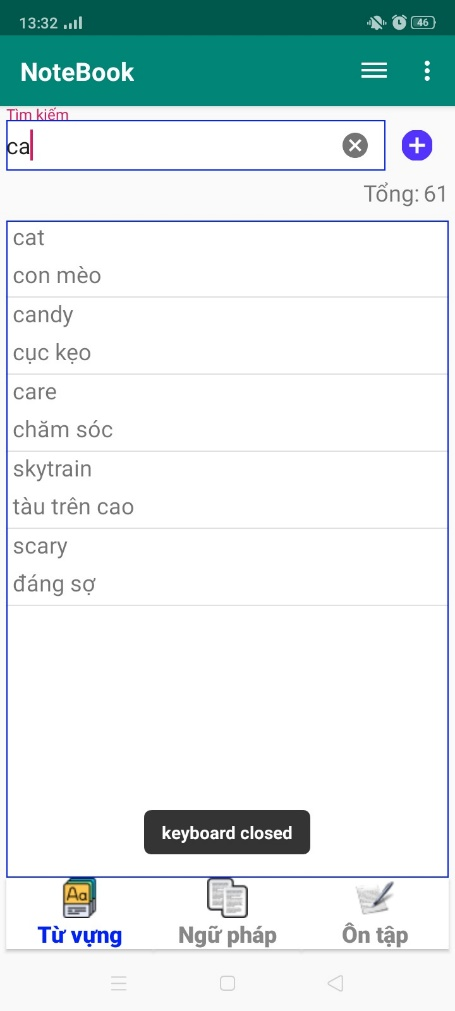 13:32
46
NoteBook
Tìm kiếm
ca
Tổng: 61
cat
con mèo
candy
cục kẹo
care
chăm sóc
skytrain
tàu trên cao
scary
đáng sợ
keyboard closed
Aa
Từ vựng
Ngữ pháp
Ôn tập